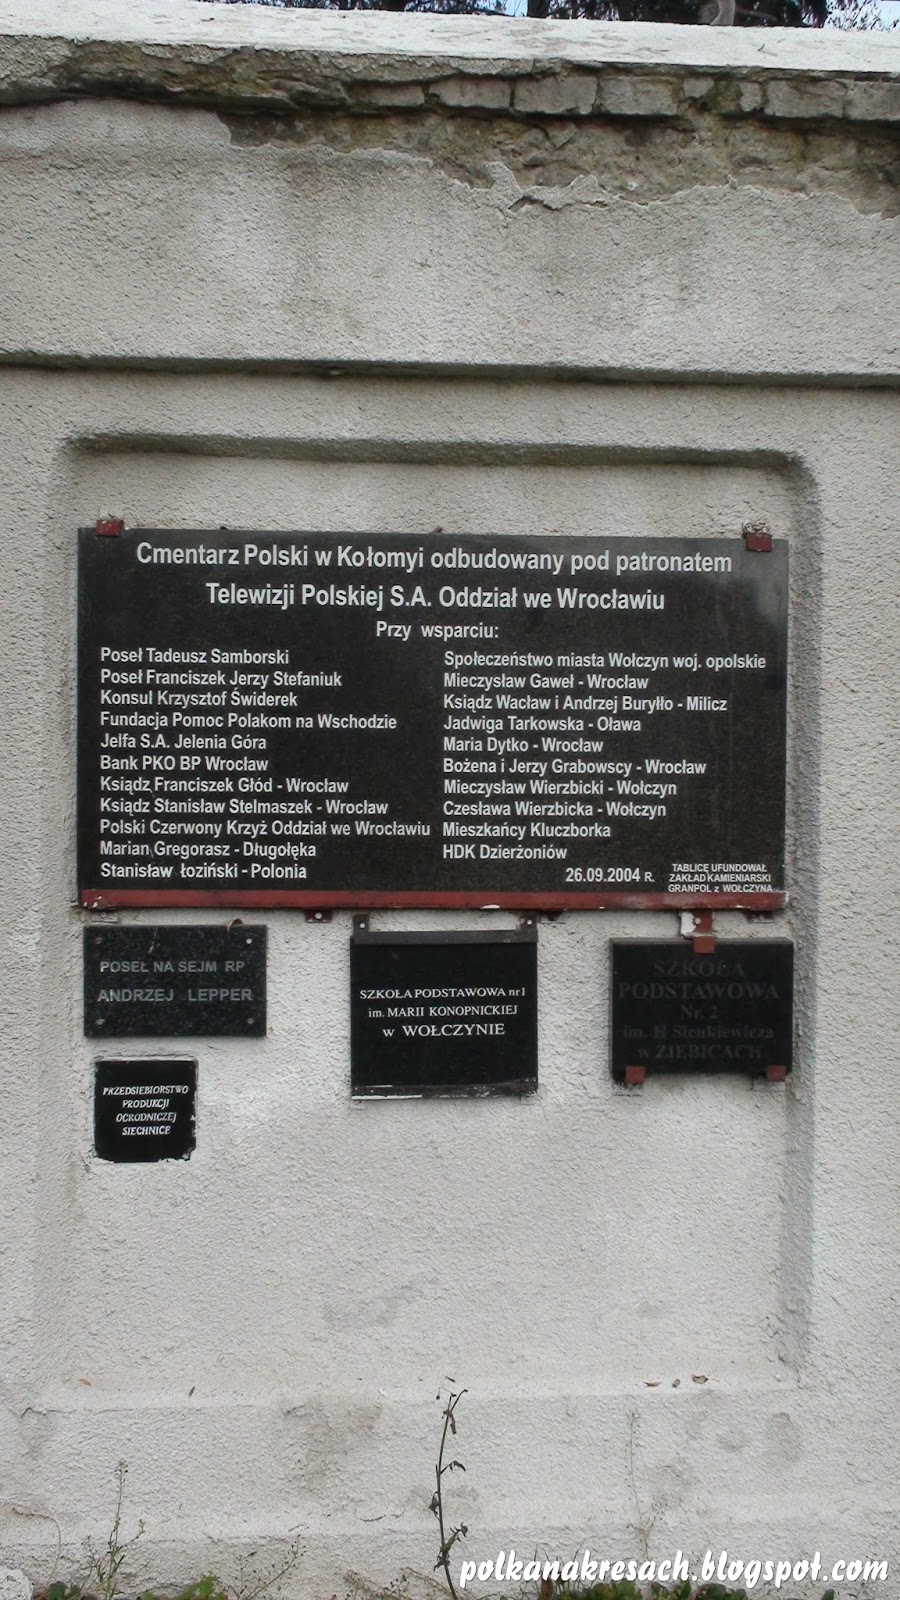 Cmentarz Polski w Kołomyi odbudowany pod patronatem
Telewizji Polskiej S.A. Oddział we Wrocławiu
Przy wsparciu:
Poseł Tadeusz Samborski
Poseł Franciszek Jerzy Stefaniuk
Konsul Krzysztof Świderek
Fundacja Pomoc Polakom na Wschodzie
Jelfa S.A. Jelenia Góra
Bank PKO BP Wrocław
Ksiądz Franciszek Głód - Wrocław
Ksiądz Stanisław Stelmaszek - Wrocław
Polski Czerwony Krzyż Oddział we Wrocławiu
Marian Gregorasz - Długołęka
Stanisław Łoziński - Polonia
Społeczeństwo miasta Wołczyn woj. opolskie
Mieczysław Gaweł - Wrocław
Ksiądz Wacław i Andrzej Buryłło - Milicz
Jadwiga Tarkowska - Oława
Maria Dytko - Wrocław
Bożena i Jerzy Grabowscy - Wrocław
Mieczysław Wierzbicki - Wołczyn
Czesława Wierzbicka - Wołczyn
Mieszkańcy Kluczborka
HDK Dzierżoniów
26.09.2004 R.
TABLICĘ UFUNDOWAŁ
ZAKŁAD KAMIENIARSKI
GRANPOL z WOŁCZYNA
POSEŁ NA SEJM RP
ANDRZEJ LEPPER
SZKOŁA PODSTAWOWA nr1
im. MARII KONOPNICKIEJ
w WOŁCZYNIE
SZKOŁA
PODSTAWOWA
Nr. 2
im. H Sienkiewicza
w ZIĘBICACH
PRZEDSIEBIORSTWO
PRODUKCJI
OGRODNICZEJ
SIECHNICE
polkanakresach.blogspot.com